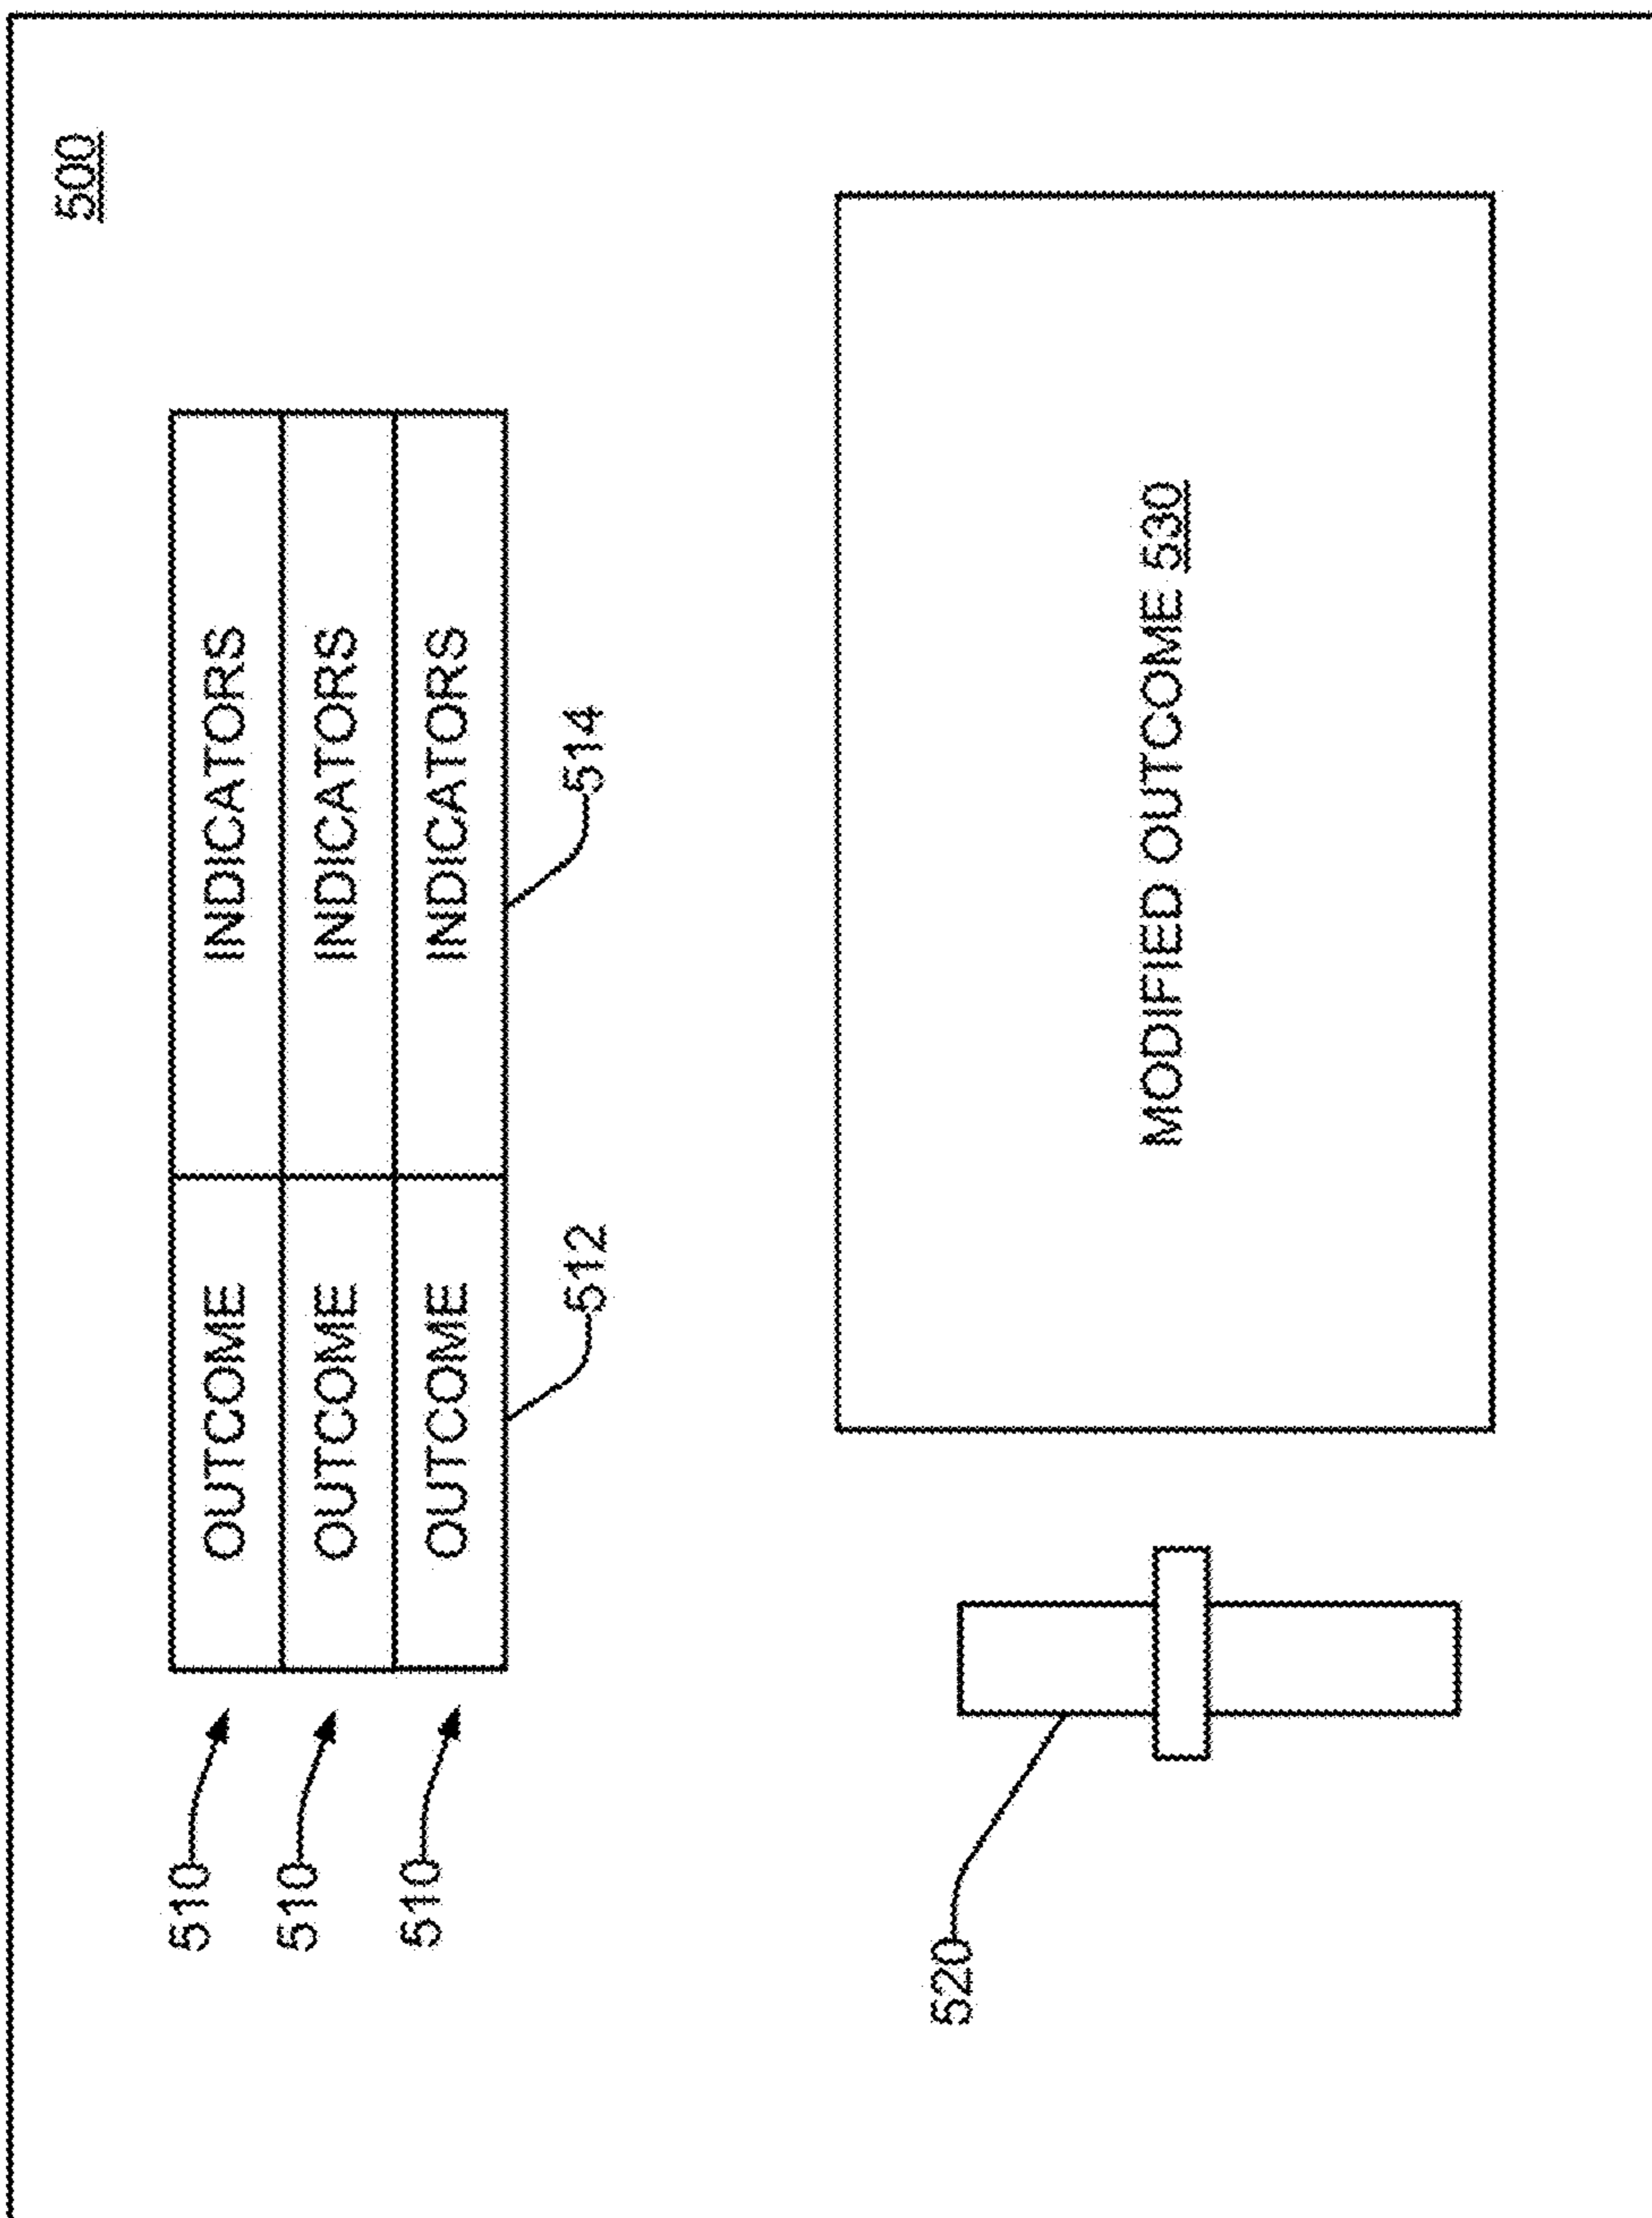 500
510 OUTCOME INDICATORS
510 OUTCOME INDICATORS
510 OUTCOME INDICATORS
512 514
520 MODIFIED OUTCOME 530